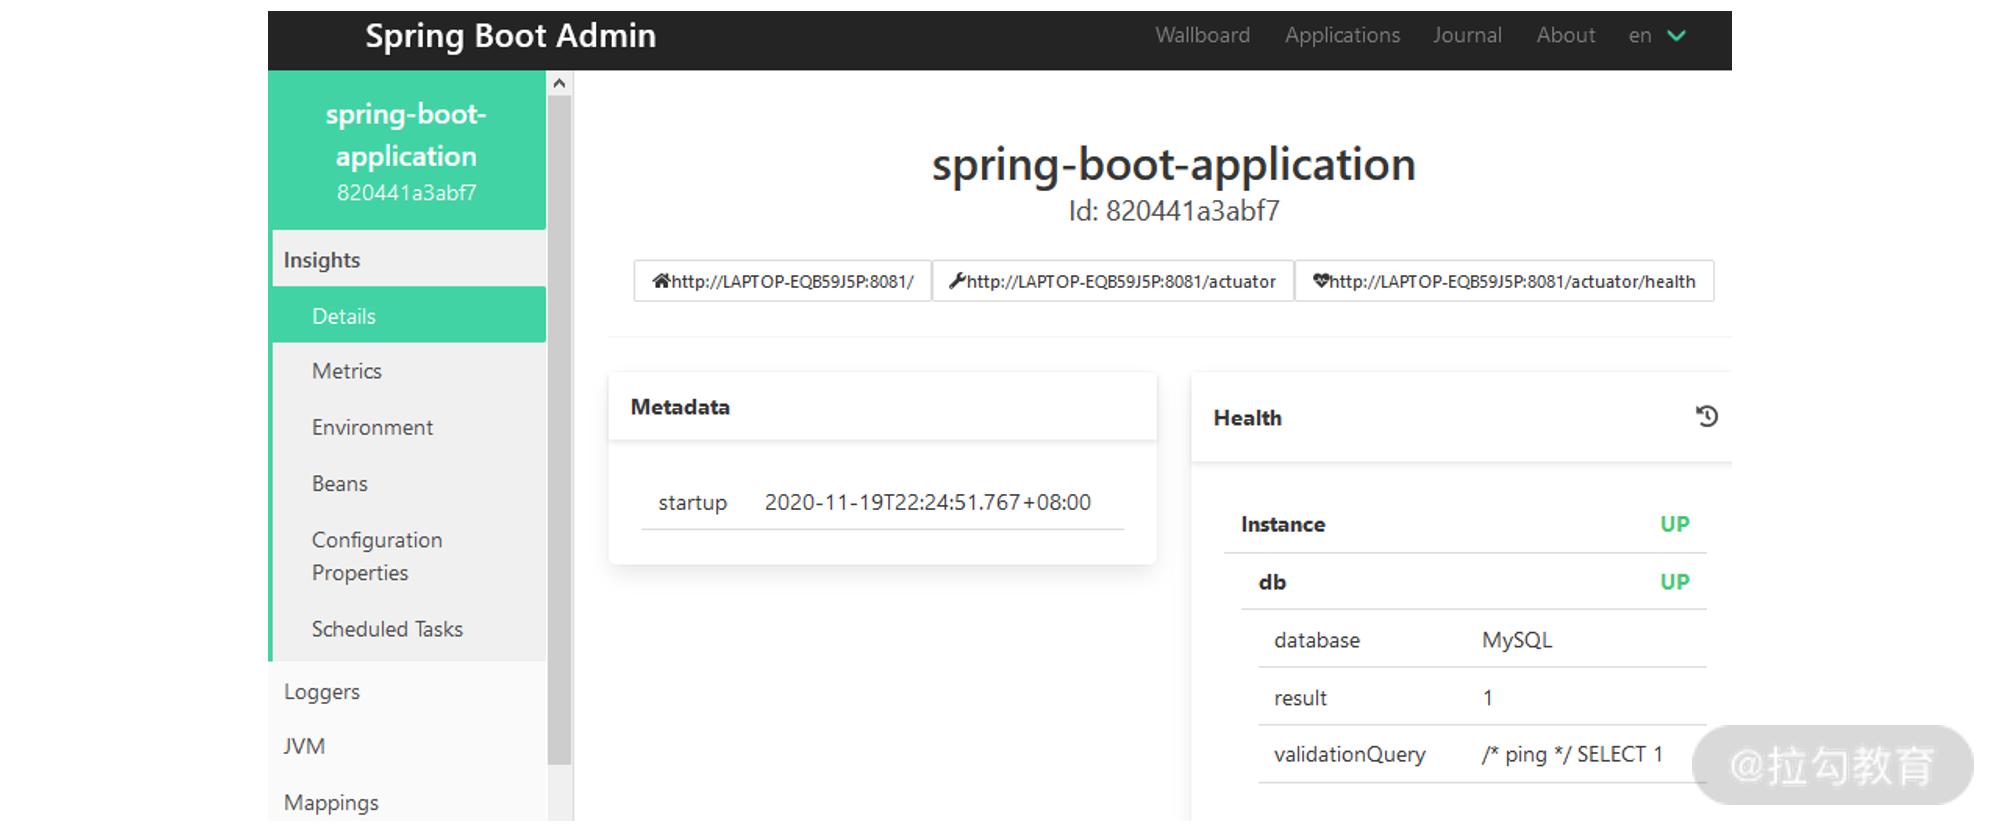 Spring Boot Admin
Wallboard Applications Journal About en
spring-boot-
application
820441a3abf7
Insights
Details
Metrics
Environment
Beans
Configuration
Properties
Scheduled Tasks
Loggers
JVM
Mappings
spring-boot-application
Id: 820441a3abf7
http://LAPTOP-EQB59J5P:8081/ http://LAPTOP-EQB59J5P:8081/actuator http://LAPTOP-EQB59J5P:8081/actuator/health
Metadata
startup 2020-11-19T22:24:51.767+08:00
Health
Instance UP
db UP
database MySQL
result 1
validationQuery /* ping */ SELECT 1
@拉勾教育